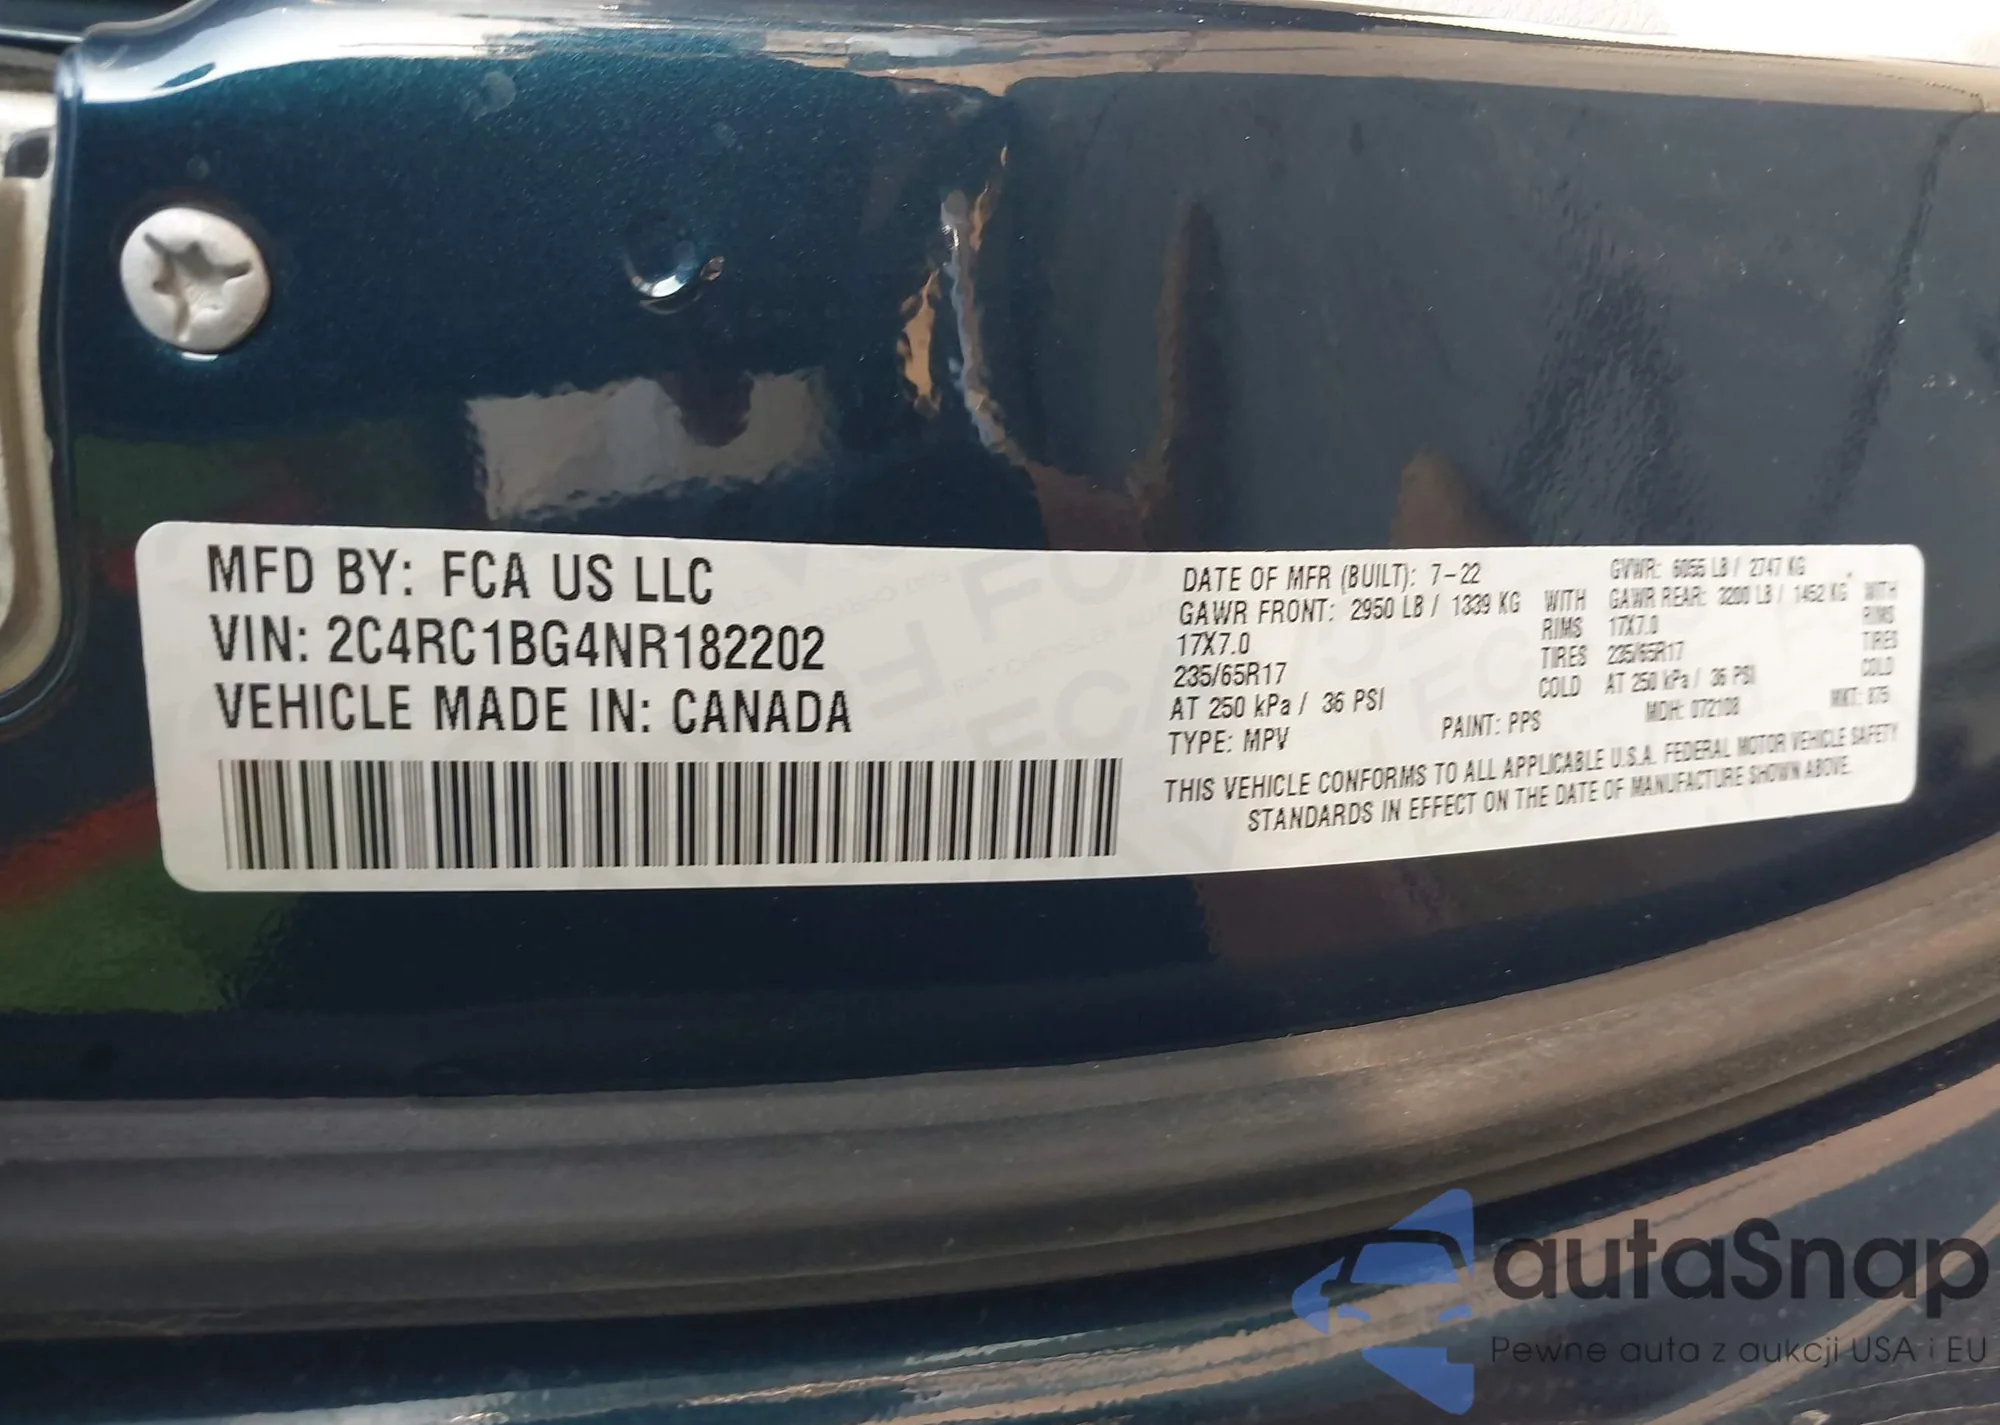 MFD BY: FCA US LLC
VIN: 2C4RC1BG4NR182202
VEHICLE MADE IN: CANADA
DATE OF MFR (BUILT): 7-22 GVWR: 6055 LB / 2747 KG
GAWR FRONT: 2950 LB / 1339 KG WITH GAWR REAR: 3200 LB / 1452 KG WITH
17X7.0 RIMS 17X7.0 RIMS
235/65R17 TIRES 235/65R17 TIRES
AT 250 kPa / 36 PSI COLD AT 250 kPa / 36 PSI COLD
TYPE: MPV PAINT: PPS MDH: 072108 MKT: 875
THIS VEHICLE CONFORMS TO ALL APPLICABLE U.S.A. FEDERAL MOTOR VEHICLE SAFETY
STANDARDS IN EFFECT ON THE DATE OF MANUFACTURE SHOWN ABOVE.
autaSnap
Pewne auta z aukcji USA i EU